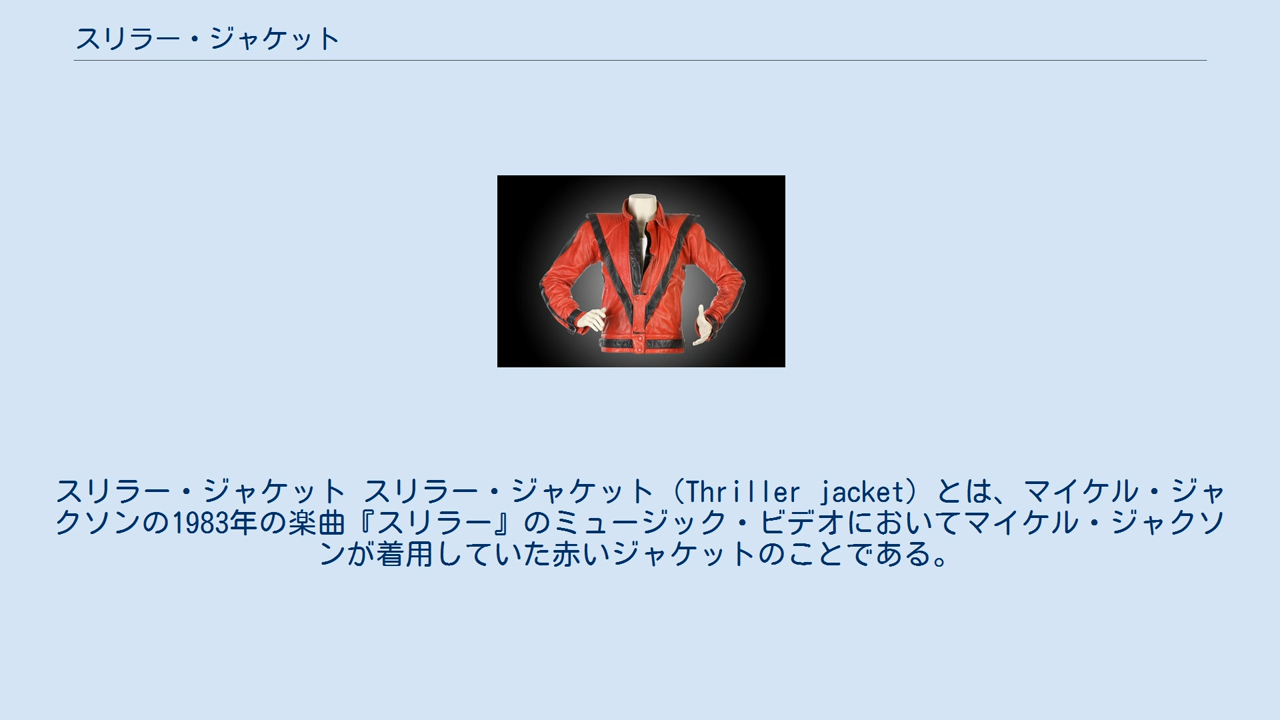 スリラー・ジャケット
スリラー・ジャケット スリラー・ジャケット（Thriller jacket）とは、マイケル・ジャ
クソンの1983年の楽曲『スリラー』のミュージック・ビデオにおいてマイケル・ジャクソ
ンが着用していた赤いジャケットのことである。